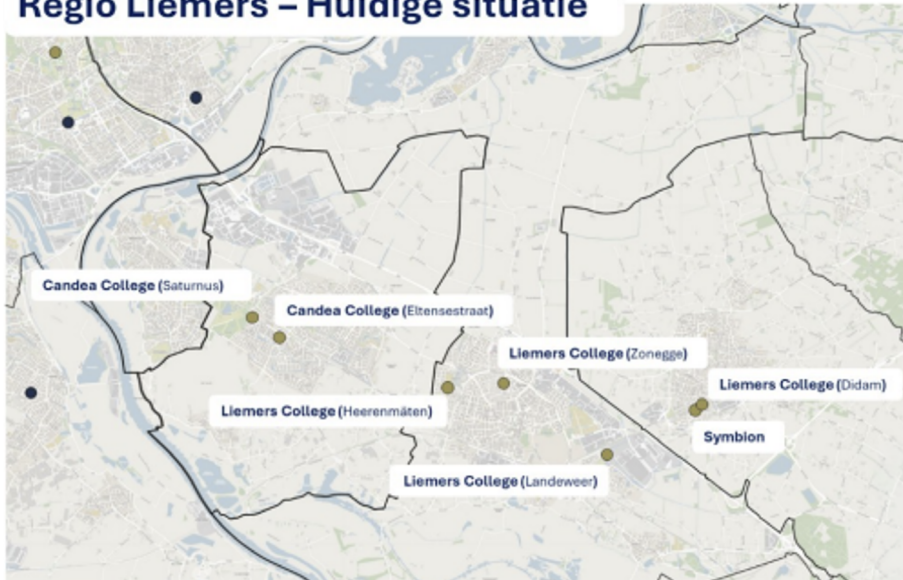 Regio Liemers – Huidige situatie
Candea College (Saturnus)
Candea College (Eltensestraat)
Liemers College (Zonegge)
Liemers College (Didam)
Liemers College (Heerenmäten)
Symbion
Liemers College (Landeweer)